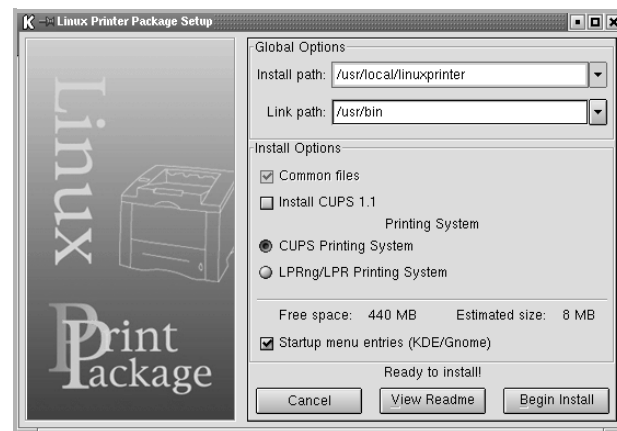 Linux Printer Package Setup
Linux
Print
Package
Global Options
Install path: /usr/local/linuxprinter
Link path: /usr/bin
Install Options
Common files
Install CUPS 1.1
Printing System
CUPS Printing System
LPRng/LPR Printing System
Free space: 440 MB Estimated size: 8 MB
Startup menu entries (KDE/Gnome)
Ready to install!
Cancel View Readme Begin Install